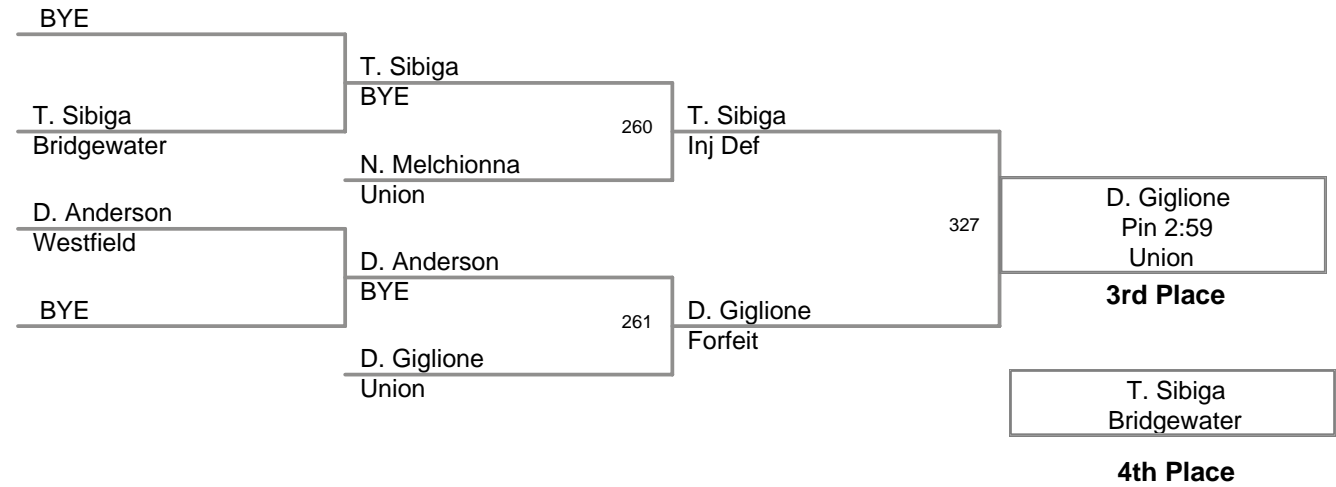 BYE
T. Sibiga
Bridgewater
D. Anderson
Westfield
BYE
T. Sibiga
BYE
N. Melchionna
Union
D. Anderson
BYE
D. Giglione
Union
260
261
T. Sibiga
Inj Def
D. Giglione
Forfeit
327
D. Giglione
Pin 2:59
Union
3rd Place
T. Sibiga
Bridgewater
4th Place